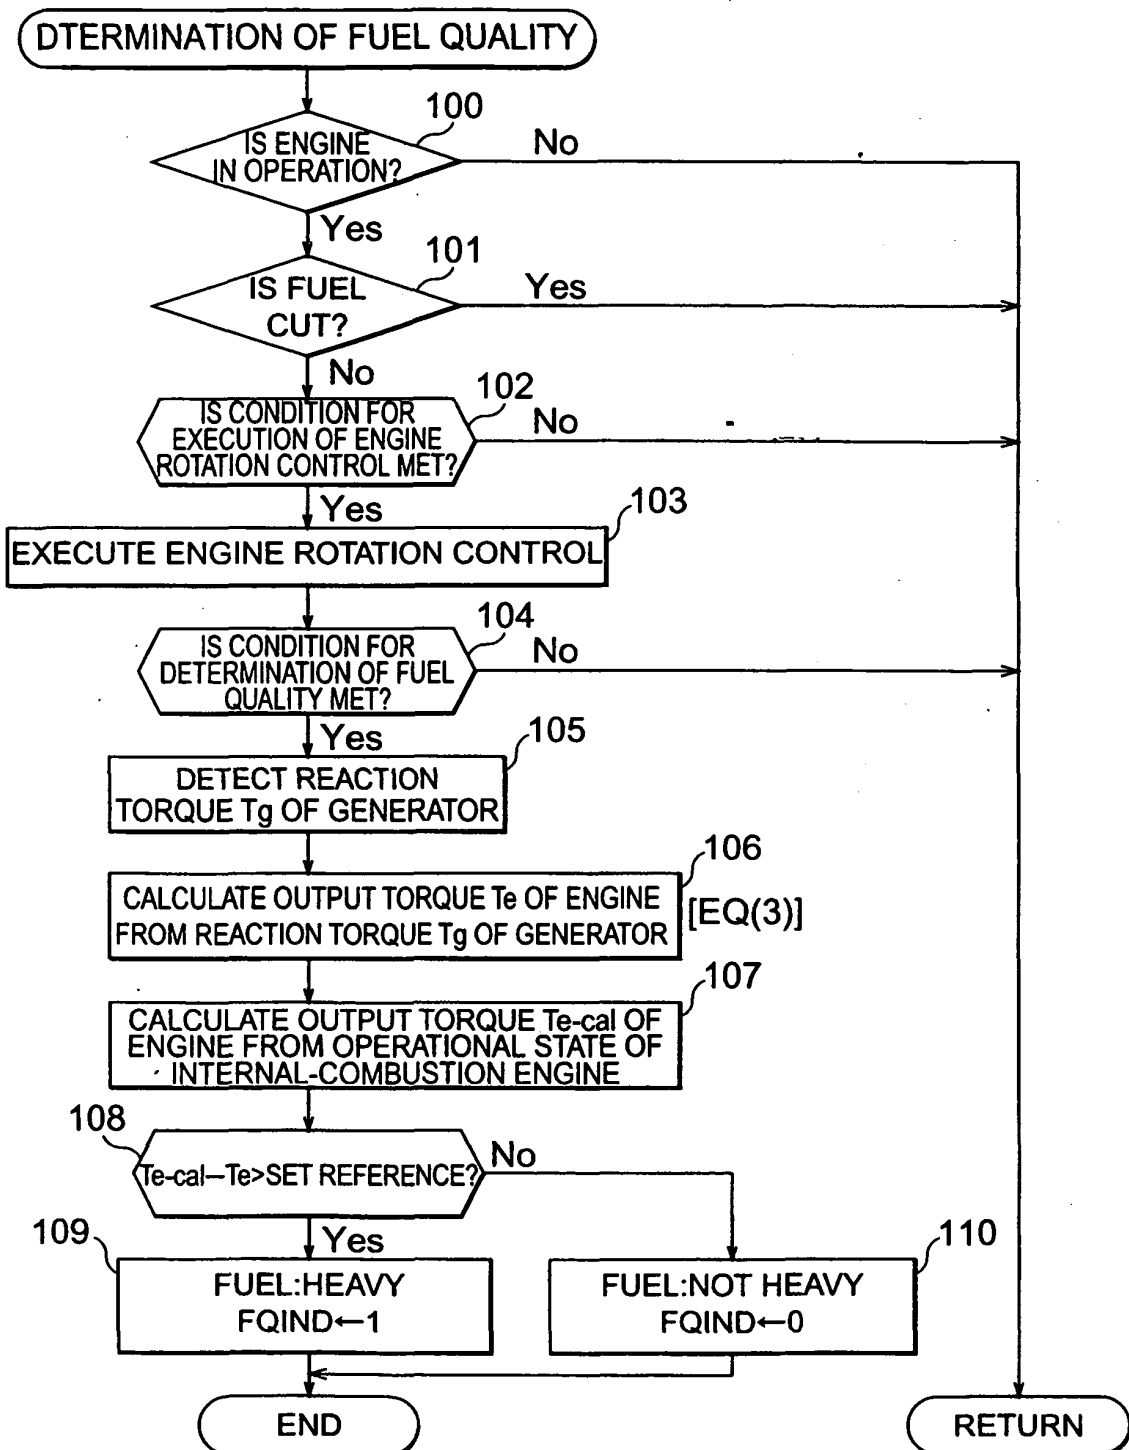 DTERMINATION OF FUEL QUALITY
100
IS ENGINE
IN OPERATION?
No
Yes
101
IS FUEL
CUT?
Yes
No
102
IS CONDITION FOR
EXECUTION OF ENGINE
ROTATION CONTROL MET?
No
Yes
103
EXECUTE ENGINE ROTATION CONTROL
104
IS CONDITION FOR
DETERMINATION OF FUEL
QUALITY MET?
No
Yes
105
DETECT REACTION
TORQUE Tg OF GENERATOR
106
CALCULATE OUTPUT TORQUE Te OF ENGINE
FROM REACTION TORQUE Tg OF GENERATOR
[EQ(3)]
107
CALCULATE OUTPUT TORQUE Te-cal OF
ENGINE FROM OPERATIONAL STATE OF
INTERNAL-COMBUSTION ENGINE
108
Te-cal−Te>SET REFERENCE?
No
Yes
109
FUEL:HEAVY
FQIND←1
110
FUEL:NOT HEAVY
FQIND←0
END
RETURN